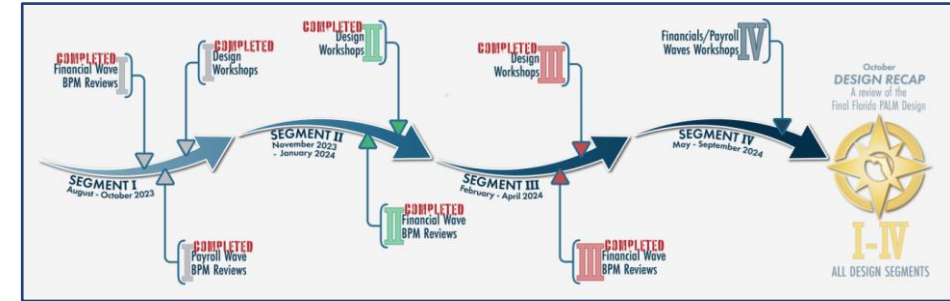 COMPLETED
Financial Wave
BPM Reviews
I
COMPLETED
Design
Workshops
I
COMPLETED
Design
Workshops
II
COMPLETED
Design
Workshops
III
Financials/Payroll
Waves Workshops
IV
October
DESIGN RECAP
A review of the
Final Florida PALM Design
SEGMENT I
August - October 2023
SEGMENT II
November 2023
- January 2024
SEGMENT III
February - April 2024
SEGMENT IV
May - September 2024
I
COMPLETED
Payroll Wave
BPM Reviews
II
COMPLETED
Financial Wave
BPM Reviews
III
COMPLETED
Financial Wave
BPM Reviews
I-IV
ALL DESIGN SEGMENTS